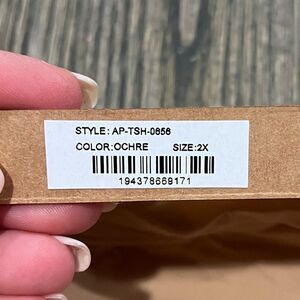 STYLE: AP-TSH-0656
COLOR:OCHRE SIZE:2X
194378669171